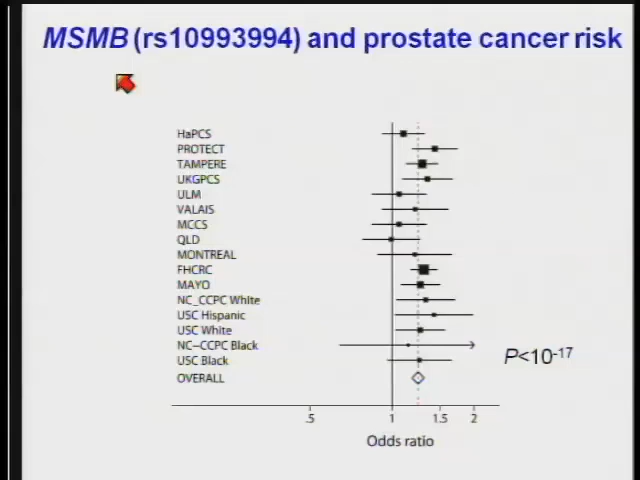 MSMB (rs10993994) and prostate cancer risk
HaPCS
PROTECT
TAMPERE
UKGPCS
ULM
VALAIS
MCCS
QLD
MONTREAL
FHCRC
MAYO
NC_CCPC White
USC Hispanic
USC White
NC-CCPC Black
USC Black
P<10-17
OVERALL
.5 1 1.5 2
Odds ratio